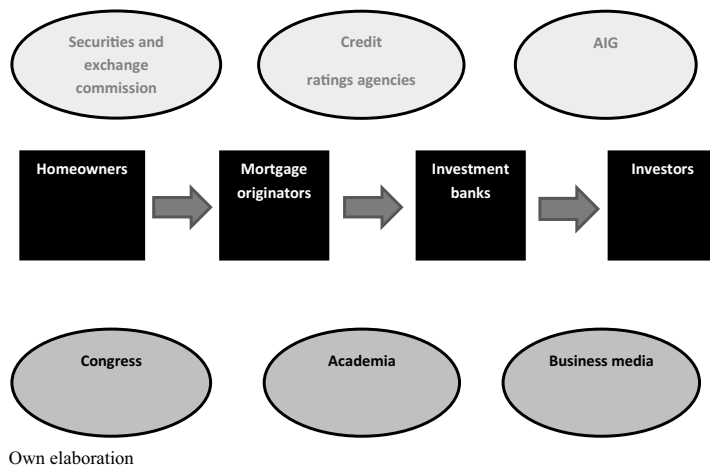 Securities and
exchange
commission
Credit
ratings agencies
AIG
Homeowners
Mortgage
originators
Investment
banks
Investors
Congress
Academia
Business media
Own elaboration